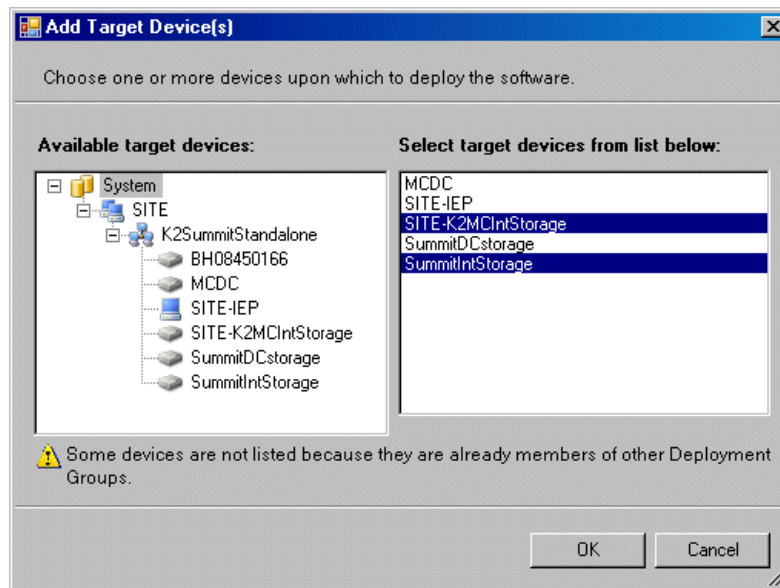 Add Target Device(s)
Choose one or more devices upon which to deploy the software.
Available target devices:
System
SITE
K2SummitStandalone
BH08450166
MCDC
SITE-IEP
SITE-K2MCIntStorage
SummitDCstorage
SummitIntStorage
Select target devices from list below:
MCDC
SITE-IEP
SITE-K2MCIntStorage
SummitDCstorage
SummitIntStorage
Some devices are not listed because they are already members of other Deployment
Groups.
OK
Cancel